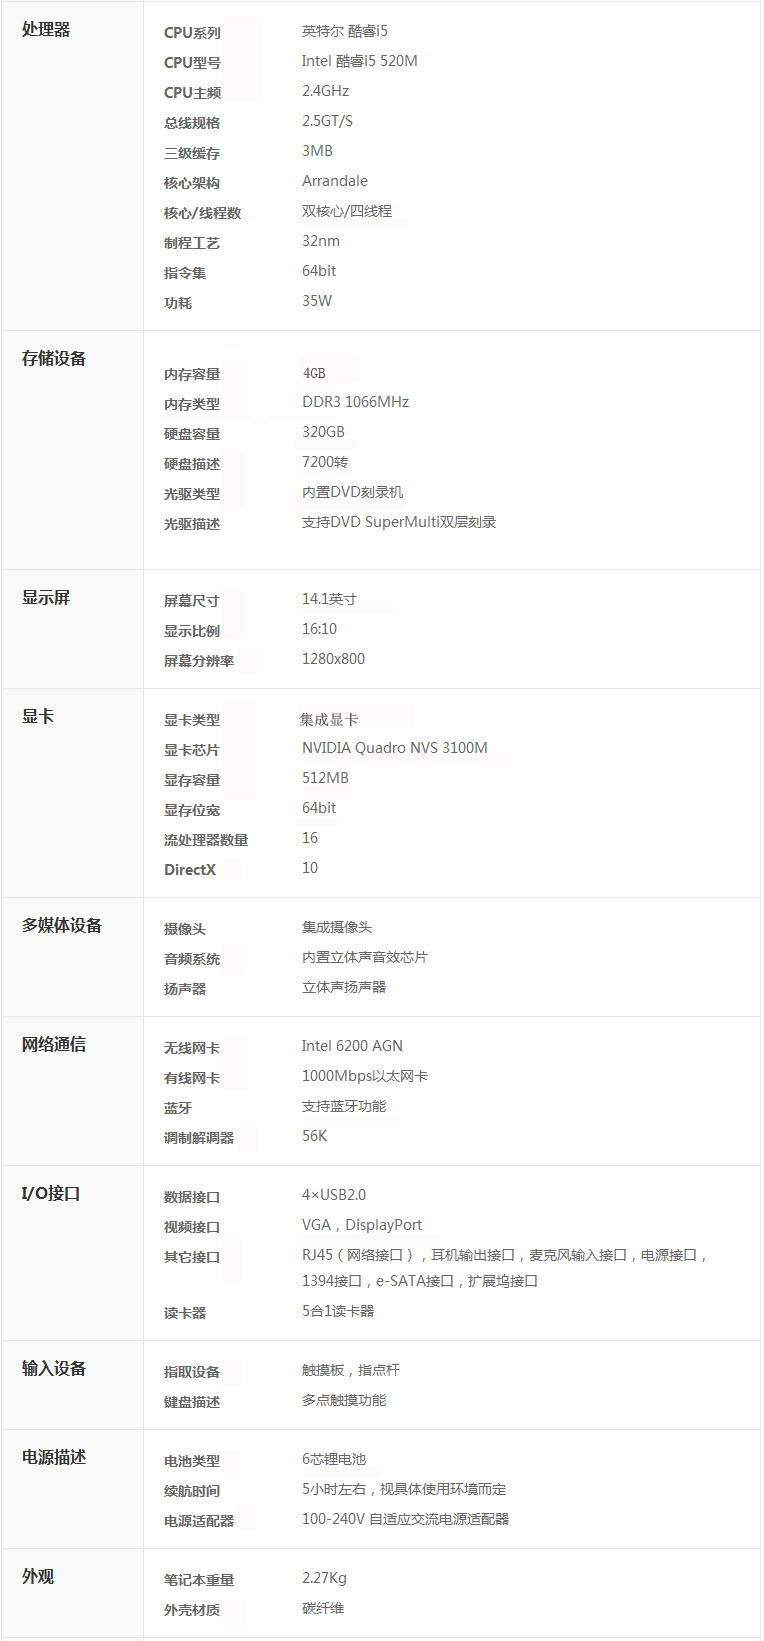 处理器
CPU系列 英特尔 酷睿i5
CPU型号 Intel 酷睿i5 520M
CPU主频 2.4GHz
总线规格 2.5GT/S
三级缓存 3MB
核心架构 Arrandale
核心/线程数 双核心/四线程
制程工艺 32nm
指令集 64bit
功耗 35W
存储设备
内存容量 4GB
内存类型 DDR3 1066MHz
硬盘容量 320GB
硬盘描述 7200转
光驱类型 内置DVD刻录机
光驱描述 支持DVD SuperMulti双层刻录
显示屏
屏幕尺寸 14.1英寸
显示比例 16:10
屏幕分辨率 1280x800
显卡
显卡类型 集成显卡
显卡芯片 NVIDIA Quadro NVS 3100M
显存容量 512MB
显存位宽 64bit
流处理器数量 16
DirectX 10
多媒体设备
摄像头 集成摄像头
音频系统 内置立体声音效芯片
扬声器 立体声扬声器
网络通信
无线网卡 Intel 6200 AGN
有线网卡 1000Mbps以太网卡
蓝牙 支持蓝牙功能
调制解调器 56K
I/O接口
数据接口 4×USB2.0
视频接口 VGA，DisplayPort
其它接口 RJ45（网络接口），耳机输出接口，麦克风输入接口，电源接口，
1394接口，e-SATA接口，扩展坞接口
读卡器 5合1读卡器
输入设备
指取设备 触摸板，指点杆
键盘描述 多点触摸功能
电源描述
电池类型 6芯锂电池
续航时间 5小时左右，视具体使用环境而定
电源适配器 100-240V 自适应交流电源适配器
外观
笔记本重量 2.27Kg
外壳材质 碳纤维